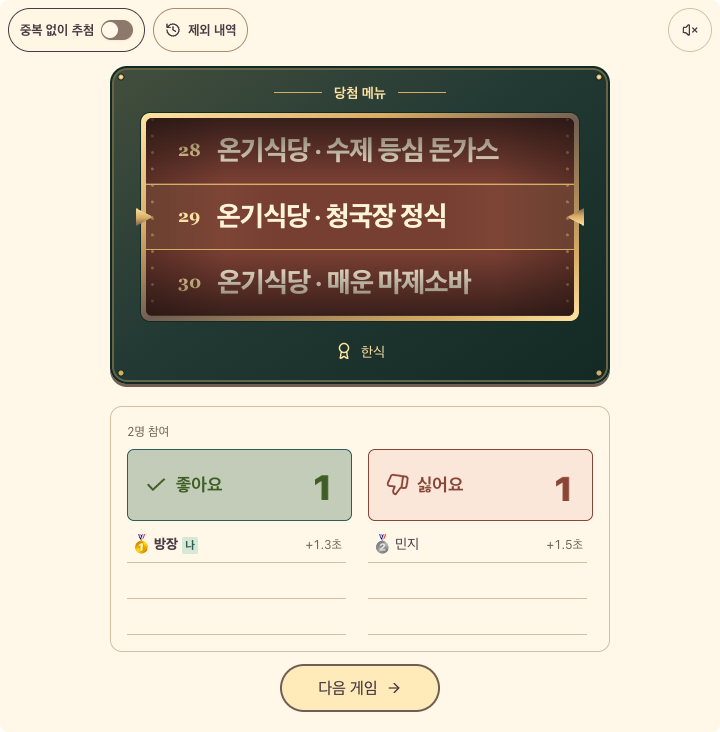 중복 없이 추첨
제외 내역
당첨 메뉴
28 온기식당 · 수제 등심 돈가스
29 온기식당 · 청국장 정식
30 온기식당 · 매운 마제소바
한식
2명 참여
좋아요 1
싫어요 1
1 방장 나 +1.3초
2 민지 +1.5초
다음 게임 →